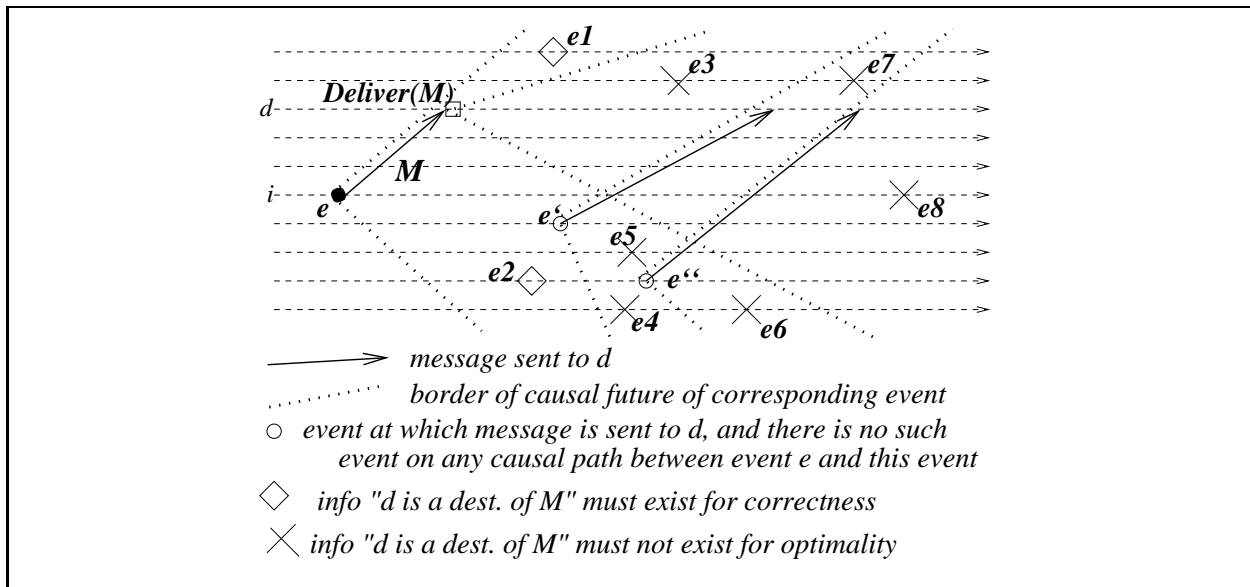 e1
e3
e7
Deliver(M)
d
M
i
e
e‘
e8
e5
e2
e‘‘
e4
e6
message sent to d
border of causal future of corresponding event
event at which message is sent to d, and there is no such
event on any causal path between event e and this event
info "d is a dest. of M" must exist for correctness
info "d is a dest. of M" must not exist for optimality